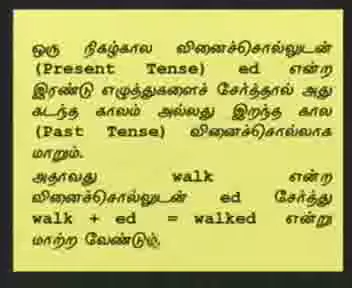 ஒரு நிகழ்கால வினைச்சொல்லுடன்
(Present Tense) ed என்ற
இரண்டு எழுத்துகளைச் சேர்த்தால் அது
கடந்த காலம் அல்லது இறந்த கால
(Past Tense) வினைச்சொல்லாக
மாறும்.
அதாவது walk என்ற
வினைச்சொல்லுடன் ed சேர்த்து
walk + ed = walked என்று
மாற்ற வேண்டும்.